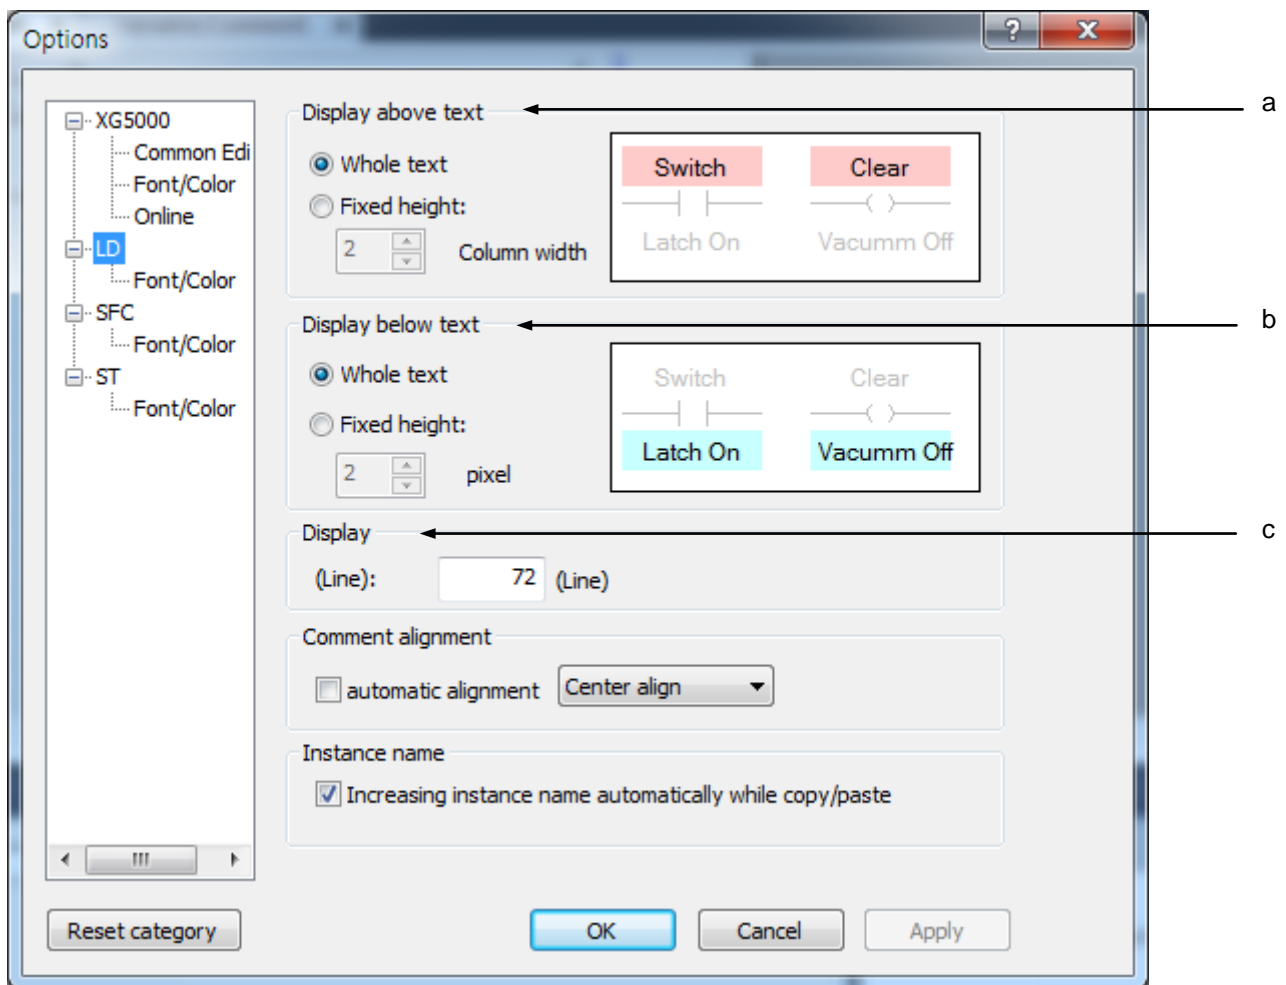 Options
?
X
XG5000
Common Edi
Font/Color
Online
LD
Font/Color
SFC
Font/Color
ST
Font/Color
Display above text
a
Whole text
Fixed height:
2 Column width
Switch Clear
Latch On Vacumm Off
Display below text
b
Whole text
Fixed height:
2 pixel
Switch Clear
Latch On Vacumm Off
Display
c
(Line): 72 (Line)
Comment alignment
automatic alignment Center align
Instance name
Increasing instance name automatically while copy/paste
Reset category OK Cancel Apply